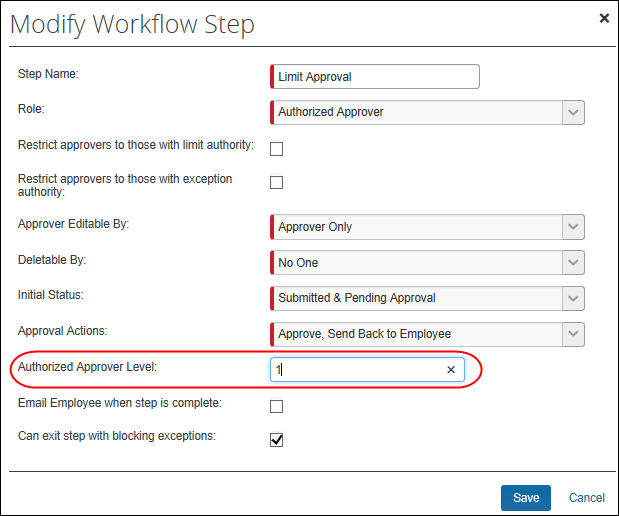 Modify Workflow Step
Step Name: Limit Approval
Role: Authorized Approver
Restrict approvers to those with limit authority:
Restrict approvers to those with exception
authority:
Approver Editable By: Approver Only
Deletable By: No One
Initial Status: Submitted & Pending Approval
Approval Actions: Approve, Send Back to Employee
Authorized Approver Level: 1
Email Employee when step is complete:
Can exit step with blocking exceptions:
Save Cancel